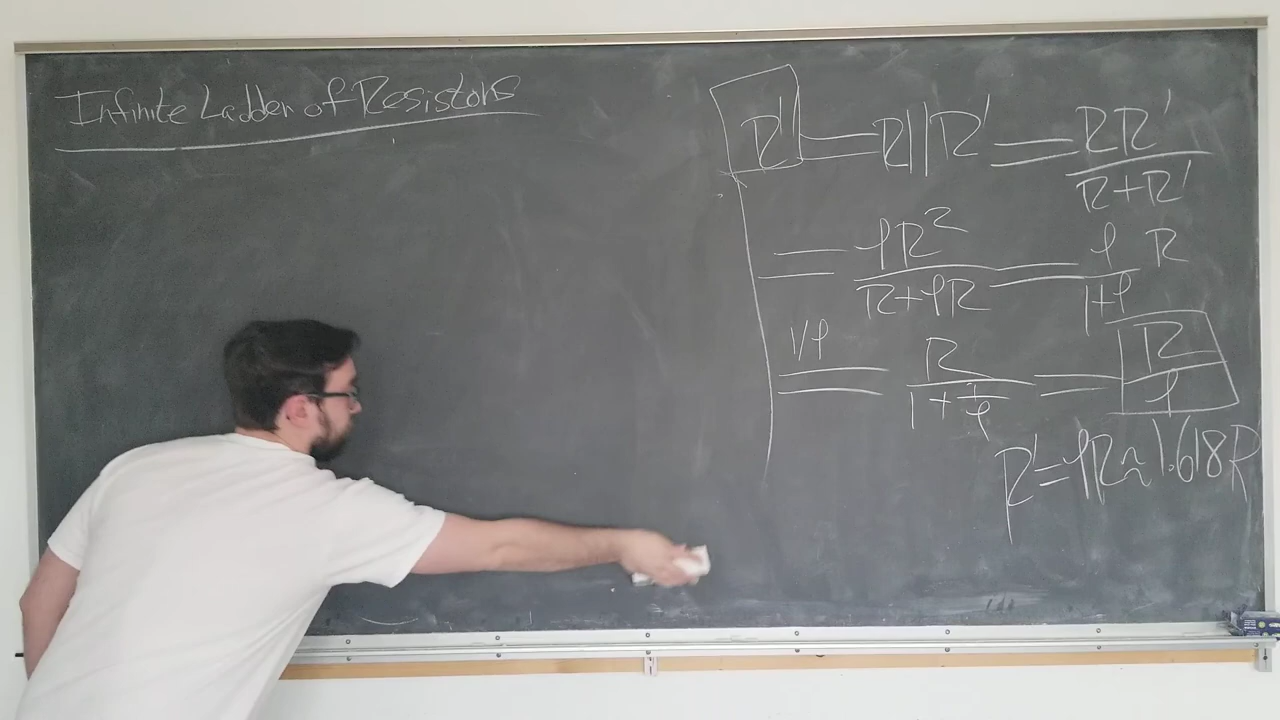 Infinite Ladder of Resistors
R' = R||R' = RR' / (R+R')
= φR² / (R+φR) = φ / (1+φ) R
1/φ
= R / (1 + 1/φ) = R / φ
R' = φR ≈ 1.618R